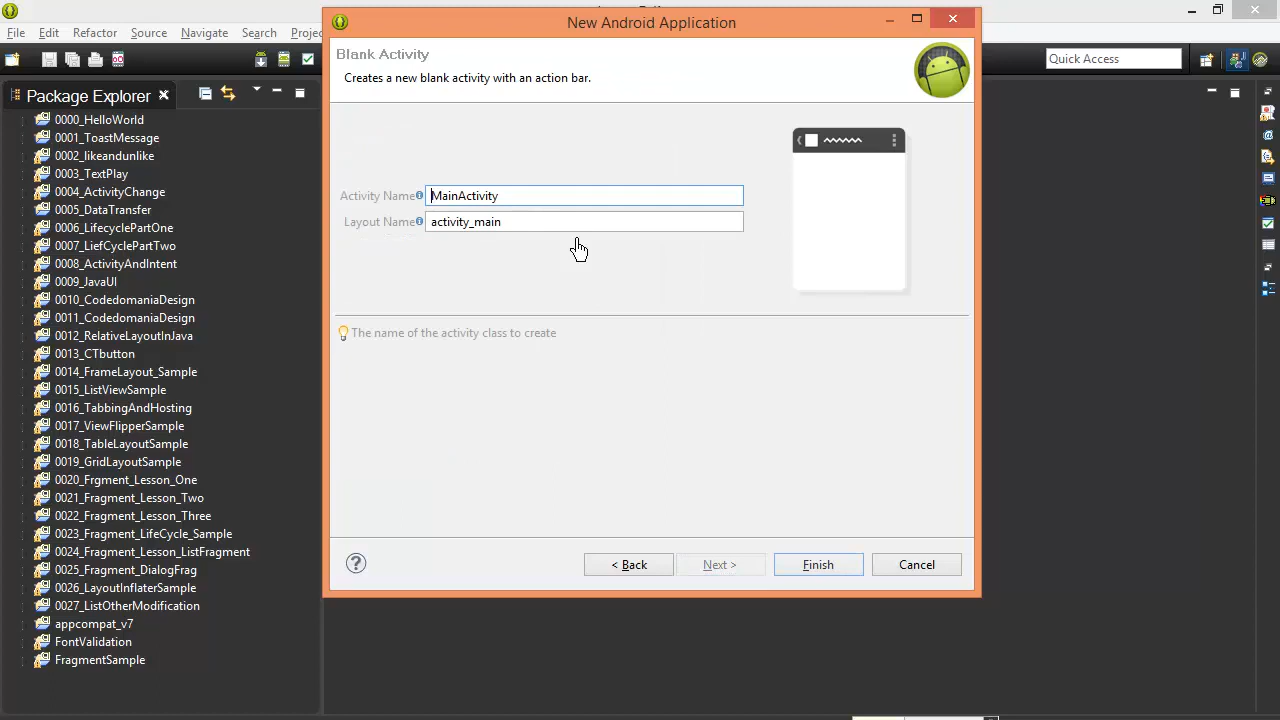 New Android Application
File Edit Refactor Source Navigate Search Projec
Quick Access
Package Explorer
0000_HelloWorld
0001_ToastMessage
0002_likeandunlike
0003_TextPlay
0004_ActivityChange
0005_DataTransfer
0006_LifecyclePartOne
0007_LiefCyclePartTwo
0008_ActivityAndIntent
0009_JavaUI
0010_CodedomaniaDesign
0011_CodedomaniaDesign
0012_RelativeLayoutInJava
0013_CTbutton
0014_FrameLayout_Sample
0015_ListViewSample
0016_TabbingAndHosting
0017_ViewFlipperSample
0018_TableLayoutSample
0019_GridLayoutSample
0020_Frgment_Lesson_One
0021_Fragment_Lesson_Two
0022_Fragment_Lesson_Three
0023_Fragment_LifeCycle_Sample
0024_Fragment_Lesson_ListFragment
0025_Fragment_DialogFrag
0026_LayoutInflaterSample
0027_ListOtherModification
appcompat_v7
FontValidation
FragmentSample
Blank Activity
Creates a new blank activity with an action bar.
Activity Name MainActivity
Layout Name activity_main
The name of the activity class to create
? < Back Next > Finish Cancel